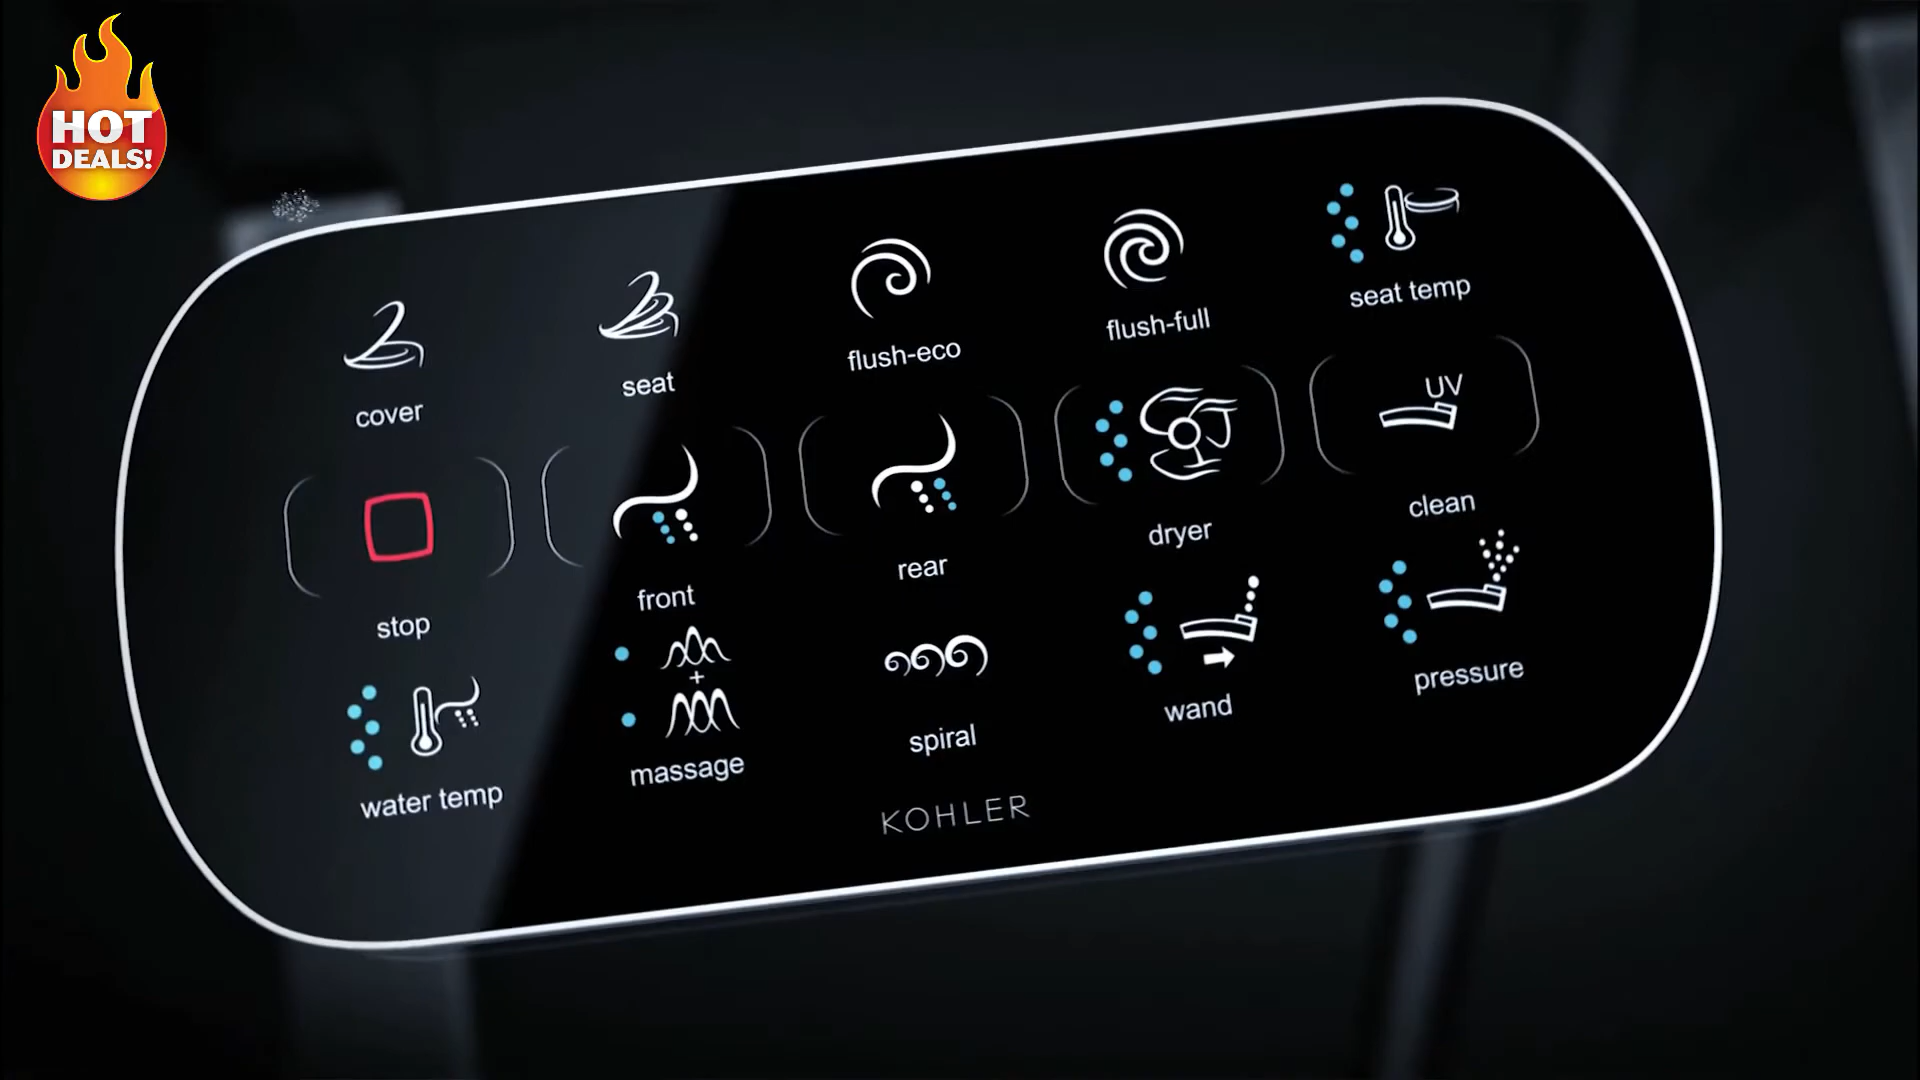 HOT
DEALS!
cover
seat
flush-eco
flush-full
seat temp
stop
front
rear
dryer
UV
clean
water temp
+
massage
spiral
wand
pressure
KOHLER